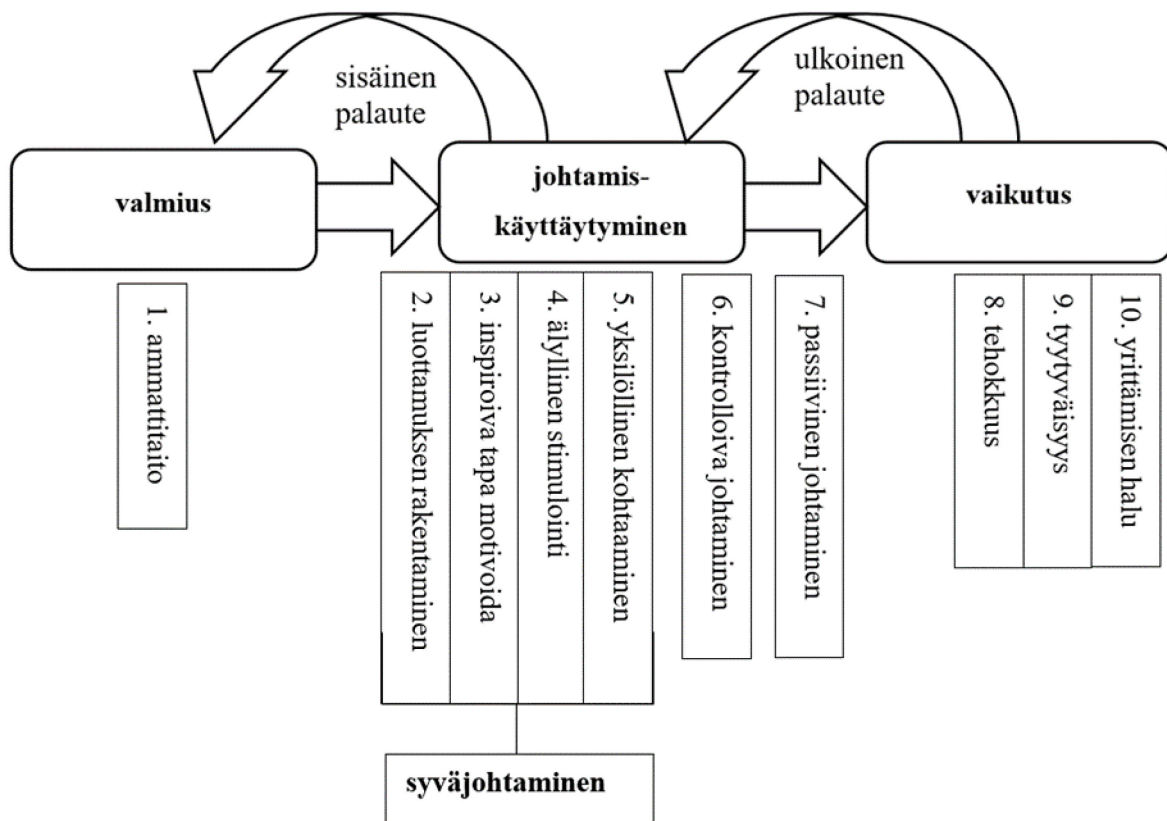 sisäinen
palaute
ulkoinen
palaute
valmius
johtamis-
käyttäytyminen
vaikutus
1. ammattitaito
2. luottamuksen rakentaminen
3. inspiroiva tapa motivoida
4. älyllinen stimulointi
5. yksilöllinen kohtaaminen
6. kontrolloiva johtaminen
7. passiivinen johtaminen
8. tehokkuus
9. tyytyväisyys
10. yrittämisen halu
syväjohtaminen